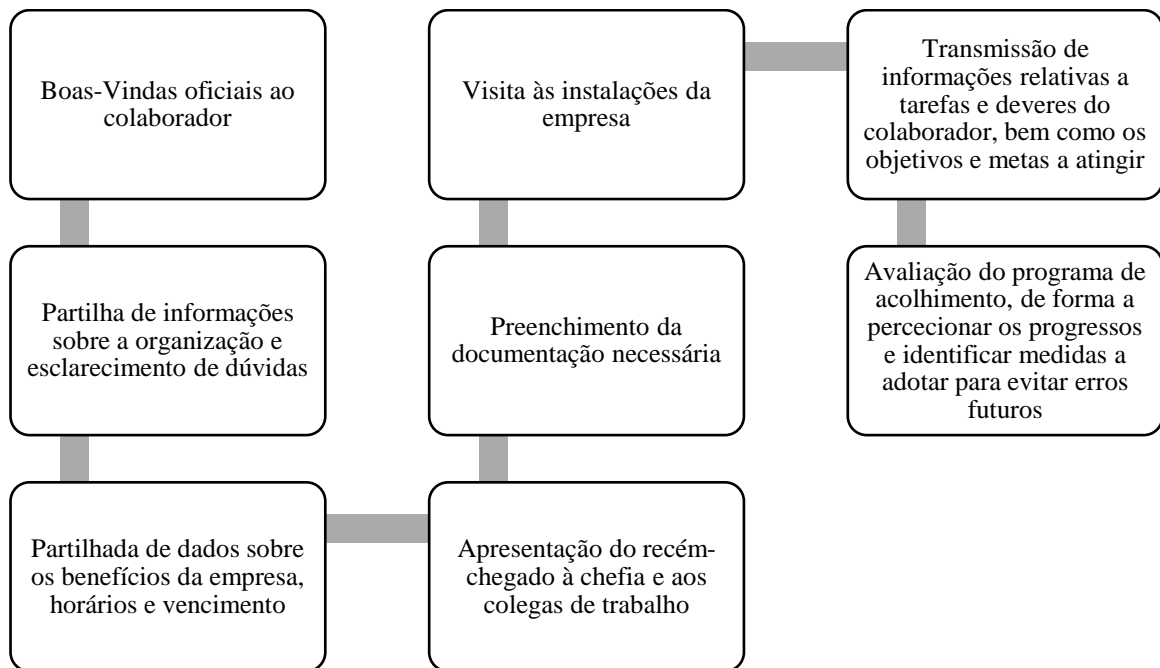 Boas-Vindas oficiais ao
colaborador
Partilha de informações
sobre a organização e
esclarecimento de dúvidas
Partilhada de dados sobre
os benefícios da empresa,
horários e vencimento
Apresentação do recém-
chegado à chefia e aos
colegas de trabalho
Preenchimento da
documentação necessária
Visita às instalações da
empresa
Transmissão de
informações relativas a
tarefas e deveres do
colaborador, bem como os
objetivos e metas a atingir
Avaliação do programa de
acolhimento, de forma a
percecionar os progressos
e identificar medidas a
adotar para evitar erros
futuros